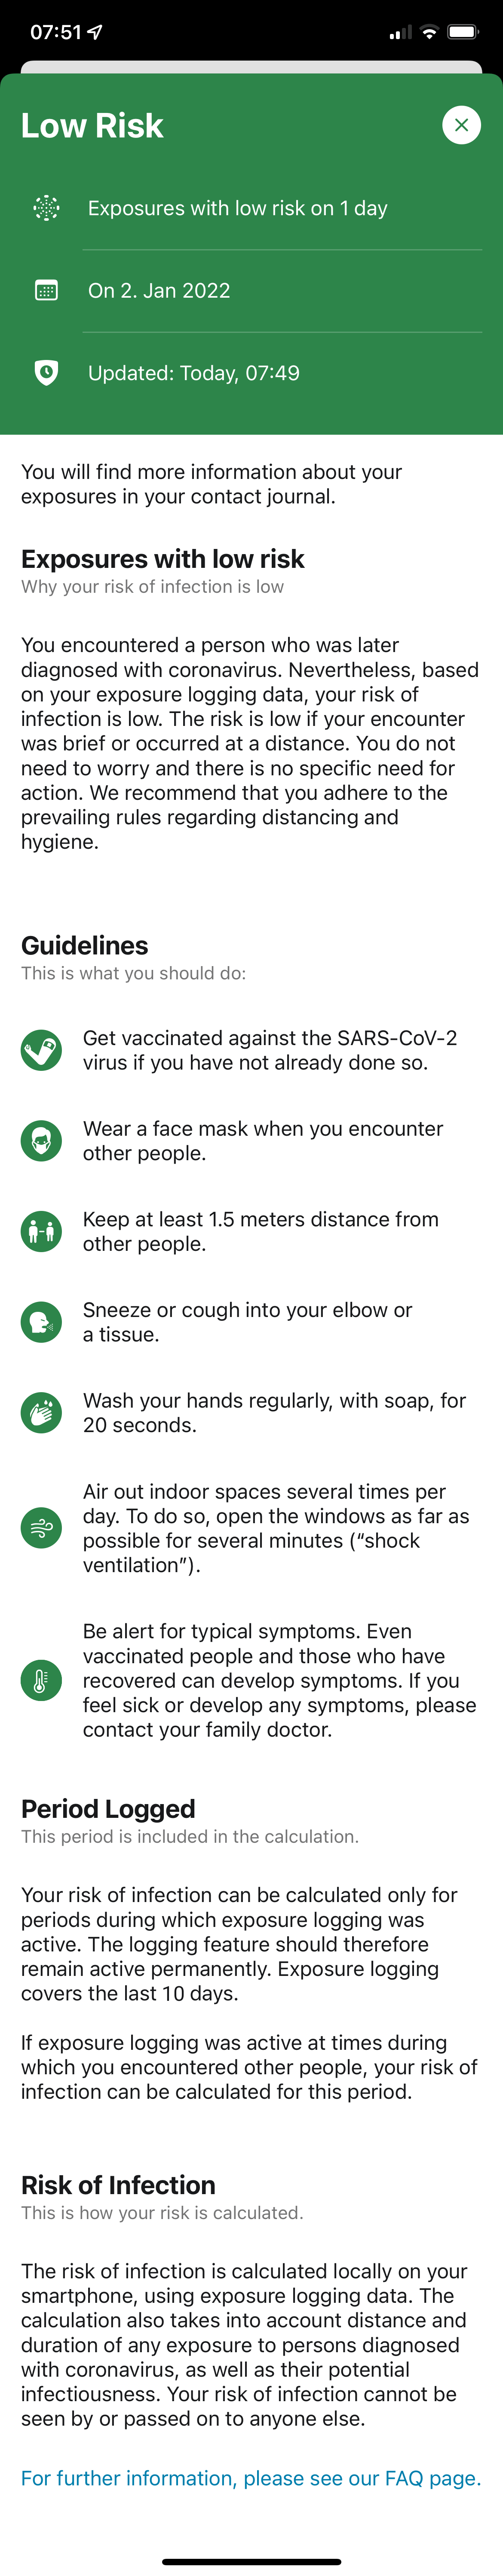 07:51
Low Risk
Exposures with low risk on 1 day
On 2. Jan 2022
Updated: Today, 07:49
You will find more information about your
exposures in your contact journal.
Exposures with low risk
Why your risk of infection is low
You encountered a person who was later
diagnosed with coronavirus. Nevertheless, based
on your exposure logging data, your risk of
infection is low. The risk is low if your encounter
was brief or occurred at a distance. You do not
need to worry and there is no specific need for
action. We recommend that you adhere to the
prevailing rules regarding distancing and
hygiene.
Guidelines
This is what you should do:
Get vaccinated against the SARS-CoV-2
virus if you have not already done so.
Wear a face mask when you encounter
other people.
Keep at least 1.5 meters distance from
other people.
Sneeze or cough into your elbow or
a tissue.
Wash your hands regularly, with soap, for
20 seconds.
Air out indoor spaces several times per
day. To do so, open the windows as far as
possible for several minutes (“shock
ventilation”).
Be alert for typical symptoms. Even
vaccinated people and those who have
recovered can develop symptoms. If you
feel sick or develop any symptoms, please
contact your family doctor.
Period Logged
This period is included in the calculation.
Your risk of infection can be calculated only for
periods during which exposure logging was
active. The logging feature should therefore
remain active permanently. Exposure logging
covers the last 10 days.
If exposure logging was active at times during
which you encountered other people, your risk of
infection can be calculated for this period.
Risk of Infection
This is how your risk is calculated.
The risk of infection is calculated locally on your
smartphone, using exposure logging data. The
calculation also takes into account distance and
duration of any exposure to persons diagnosed
with coronavirus, as well as their potential
infectiousness. Your risk of infection cannot be
seen by or passed on to anyone else.
For further information, please see our FAQ page.